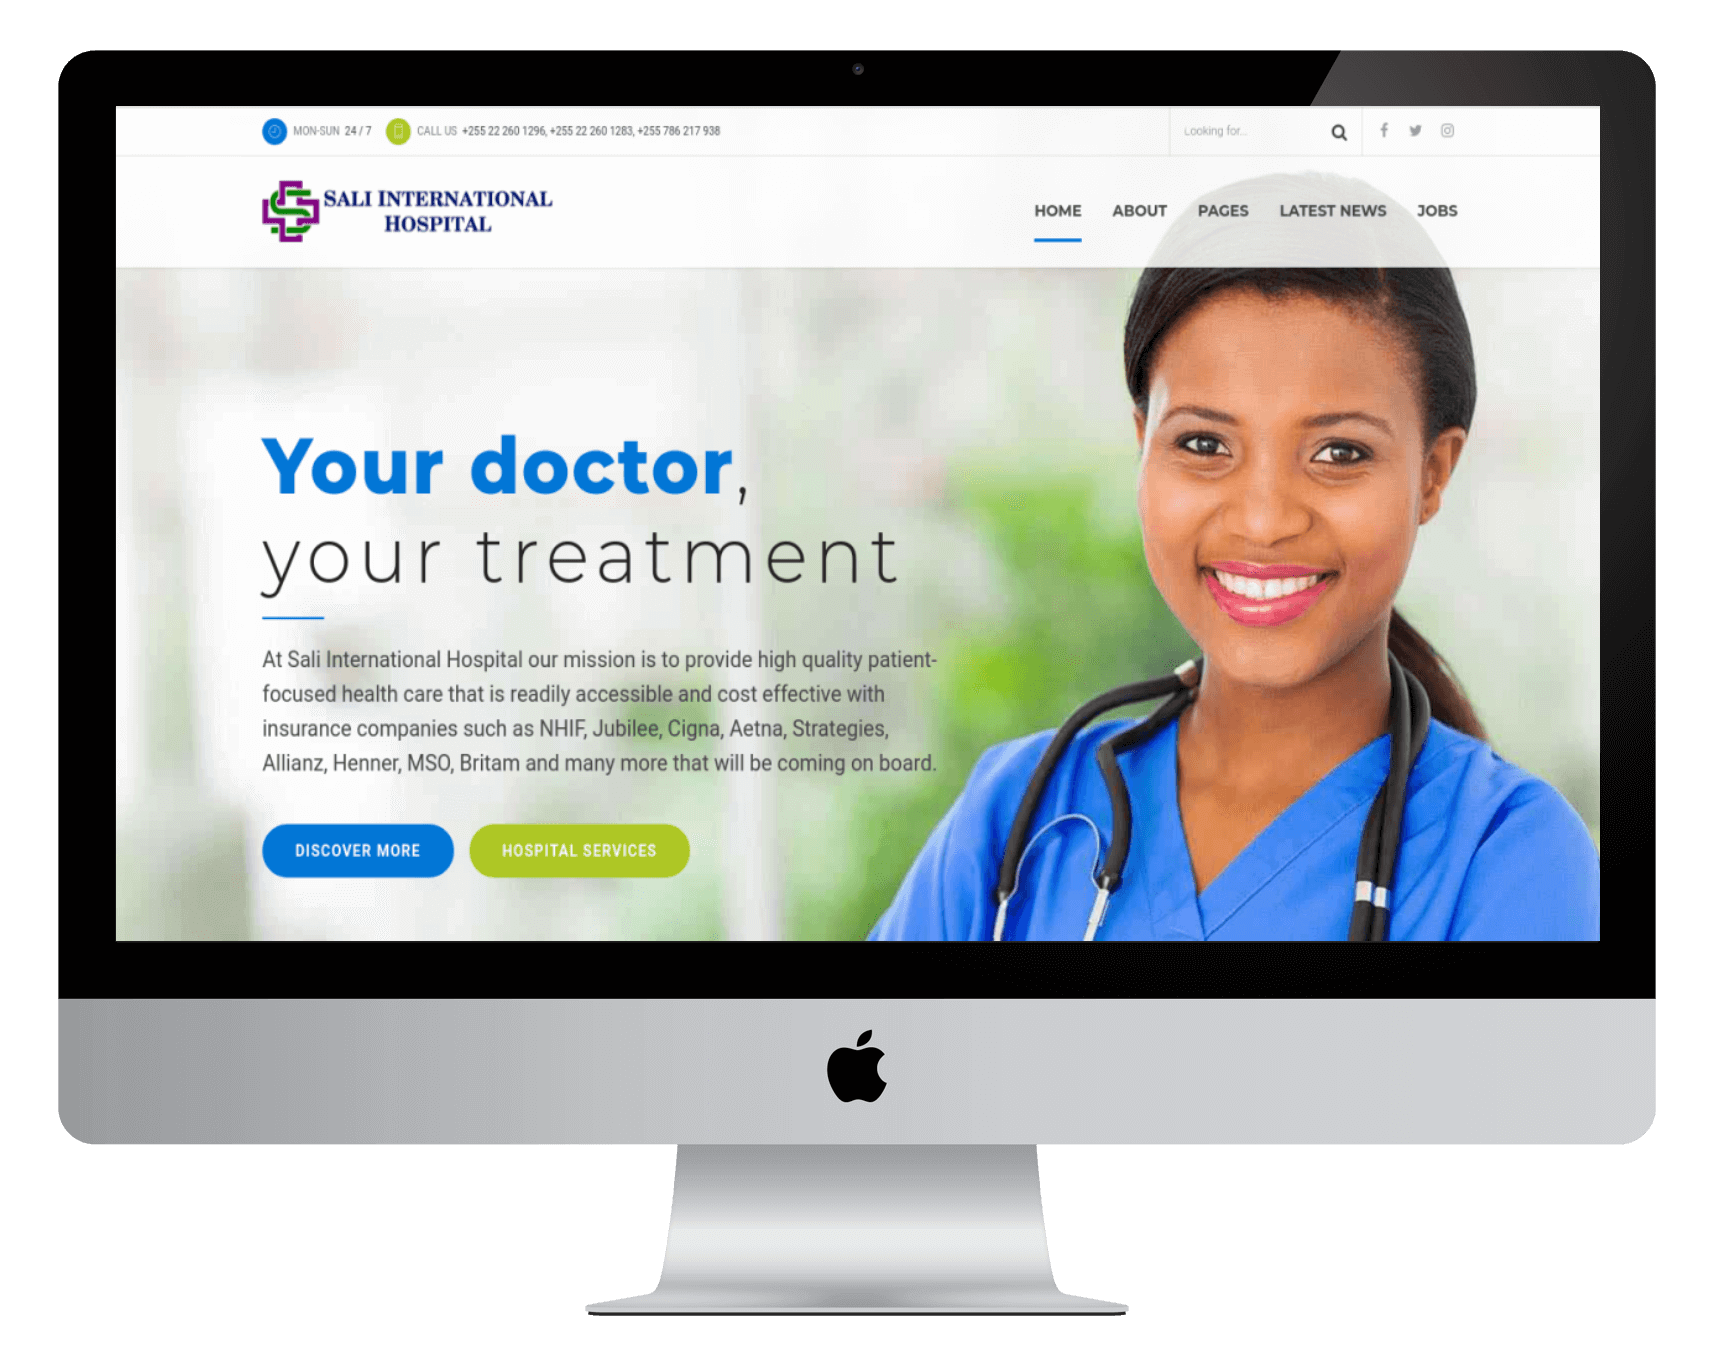 MON-SUN 24 / 7 CALL US +255 22 260 1296, +255 22 260 1283, +255 786 217 938 Looking for...
SALI INTERNATIONAL
HOSPITAL
HOME ABOUT PAGES LATEST NEWS JOBS
Your doctor,
your treatment
At Sali International Hospital our mission is to provide high quality patient-
focused health care that is readily accessible and cost effective with
insurance companies such as NHIF, Jubilee, Cigna, Aetna, Strategies,
Allianz, Henner, MSO, Britam and many more that will be coming on board.
DISCOVER MORE HOSPITAL SERVICES